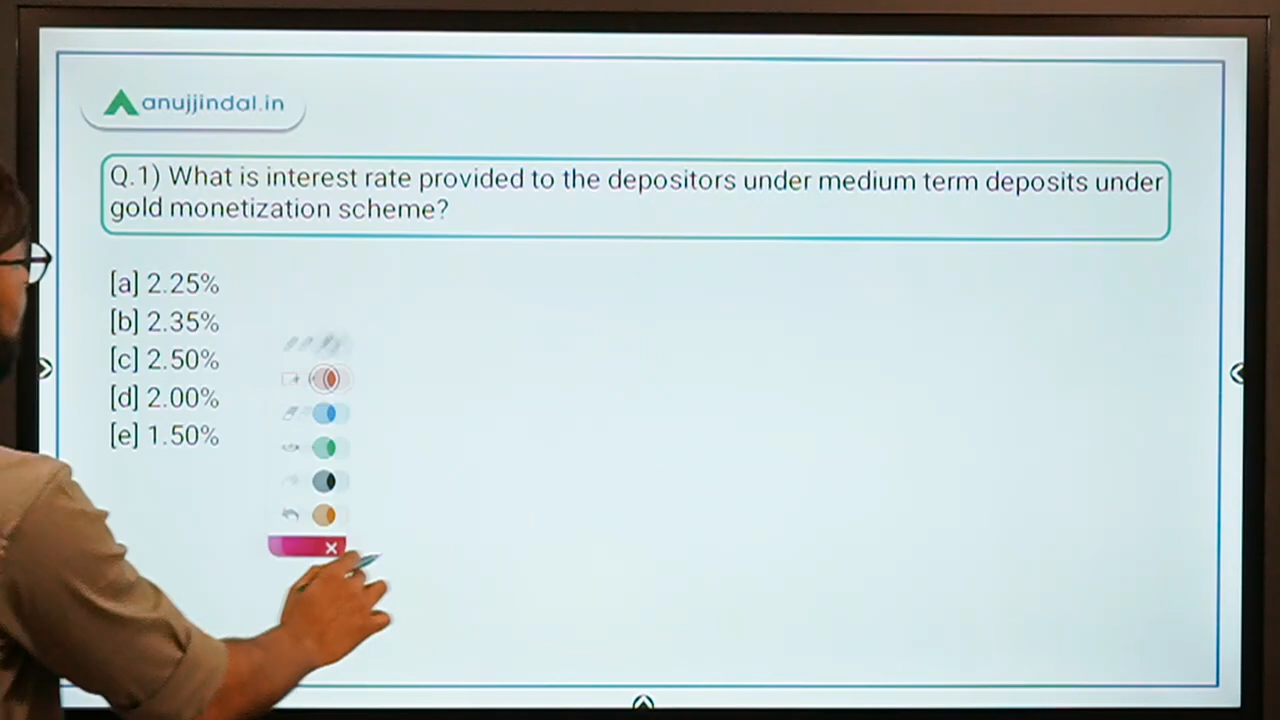 anujjindal.in
Q.1) What is interest rate provided to the depositors under medium term deposits under
gold monetization scheme?
[a] 2.25%
[b] 2.35%
[c] 2.50%
[d] 2.00%
[e] 1.50%